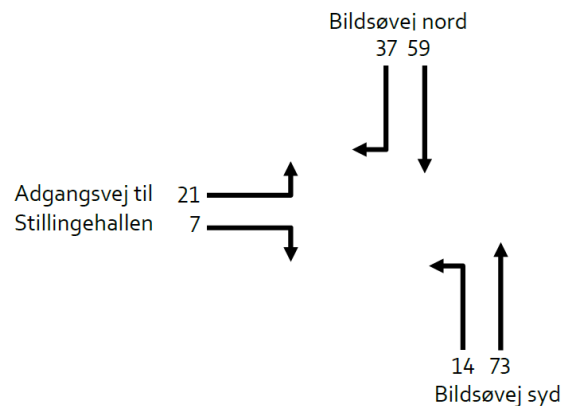 Bildsøvej nord
37 59
Adgangsvej til 21
Stillingehallen 7
14 73
Bildsøvej syd